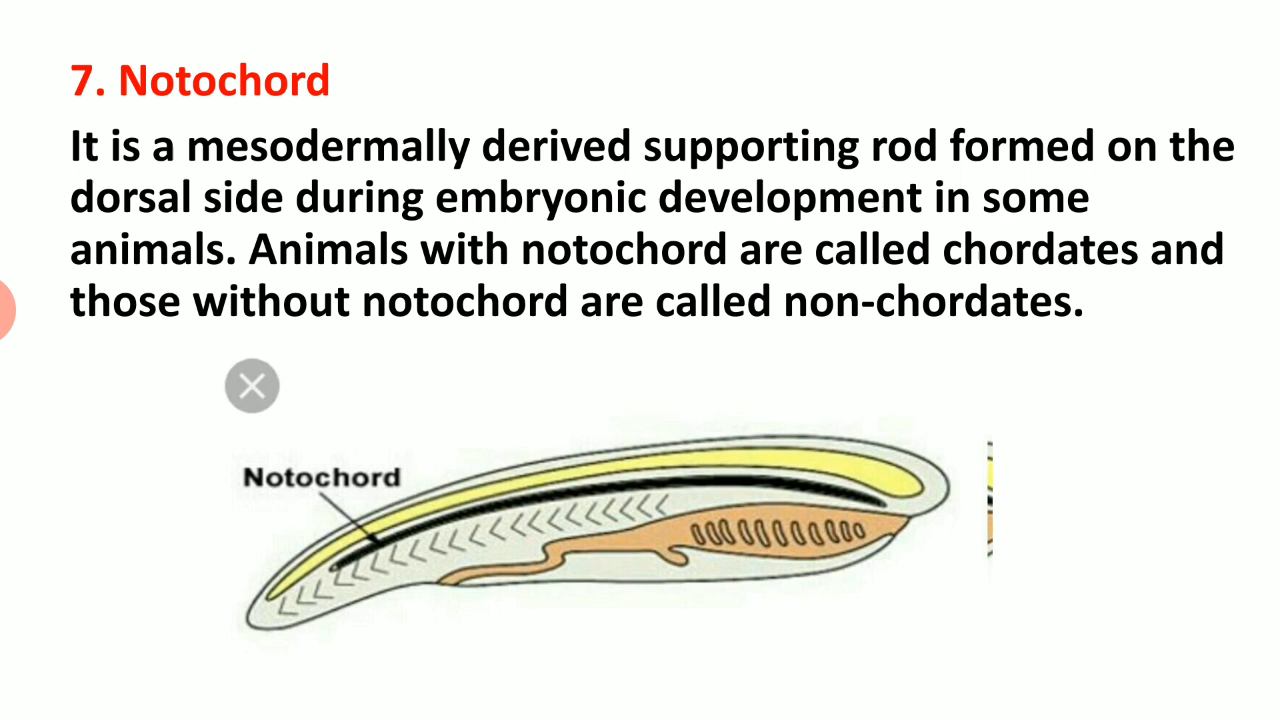 7. Notochord
It is a mesodermally derived supporting rod formed on the
dorsal side during embryonic development in some
animals. Animals with notochord are called chordates and
those without notochord are called non-chordates.
Notochord